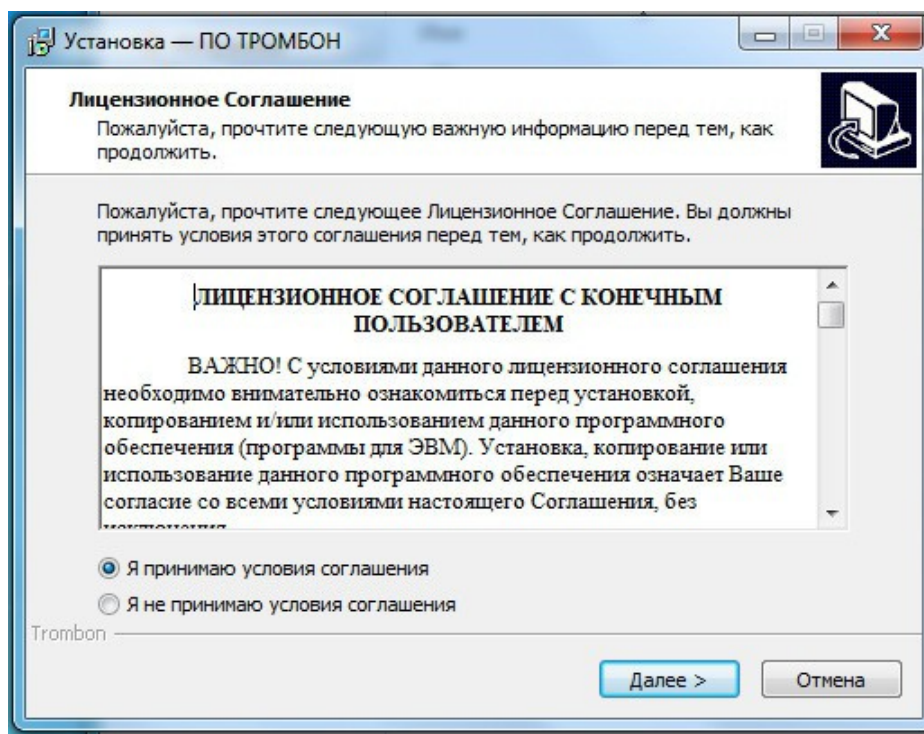 Установка — ПО ТРОМБОН
Лицензионное Соглашение
Пожалуйста, прочтите следующую важную информацию перед тем, как
продолжить.
Пожалуйста, прочтите следующее Лицензионное Соглашение. Вы должны
принять условия этого соглашения перед тем, как продолжить.
ЛИЦЕНЗИОННОЕ СОГЛАШЕНИЕ С КОНЕЧНЫМ
ПОЛЬЗОВАТЕЛЕМ
ВАЖНО! С условиями данного лицензионного соглашения
необходимо внимательно ознакомиться перед установкой,
копированием и/или использованием данного программного
обеспечения (программы для ЭВМ). Установка, копирование или
использование данного программного обеспечения означает Ваше
согласие со всеми условиями настоящего Соглашения, без
Я принимаю условия соглашения
Я не принимаю условия соглашения
Trombon
Далее >
Отмена